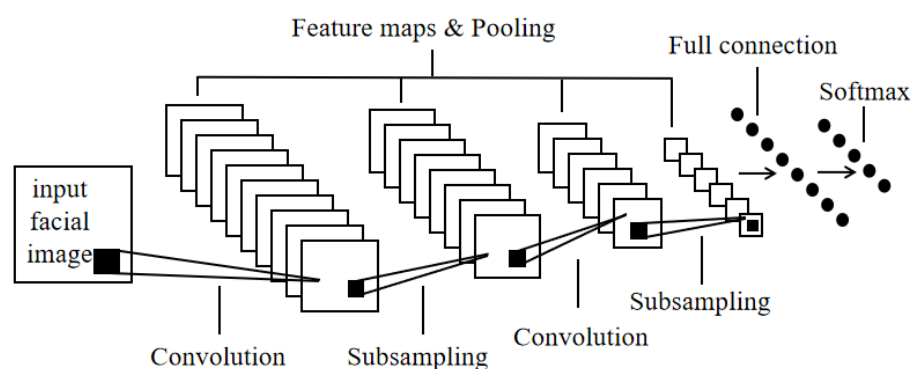 Feature maps & Pooling
Full connection
Softmax
input
facial
image
Subsampling
Convolution
Convolution
Subsampling